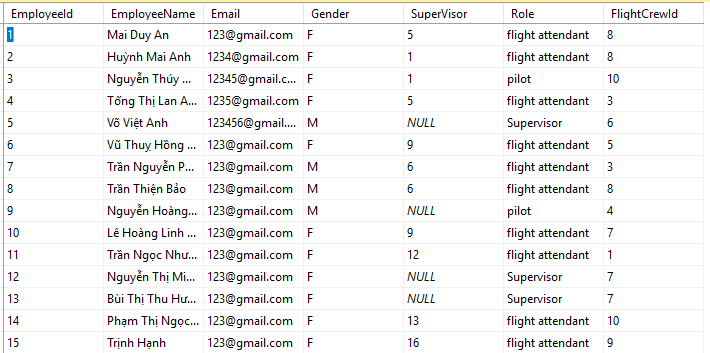 EmployeeId EmployeeName Email Gender SuperVisor Role FlightCrewId
1 Mai Duy An 123@gmail.com F 5 flight attendant 8
2 Huỳnh Mai Anh 1234@gmail.com F 1 flight attendant 8
3 Nguyễn Thúy ... 12345@gmail.c... F 1 pilot 10
4 Tống Thị Lan A... 1235@gmail.com F 5 flight attendant 3
5 Võ Việt Anh 123456@gmail.... M NULL Supervisor 6
6 Vũ Thuỵ Hồng ... 123@gmail.com F 9 flight attendant 5
7 Trần Nguyễn P... 123@gmail.com M 6 flight attendant 3
8 Trần Thiện Bảo 123@gmail.com M 6 flight attendant 8
9 Nguyễn Hoàng... 123@gmail.com M NULL pilot 4
10 Lê Hoàng Linh ... 123@gmail.com F 9 flight attendant 7
11 Trần Ngọc Như... 123@gmail.com F 12 flight attendant 1
12 Nguyễn Thị Mi... 123@gmail.com F NULL Supervisor 7
13 Bùi Thị Thu Hư... 123@gmail.com F NULL Supervisor 7
14 Phạm Thị Ngọc... 123@gmail.com F 13 flight attendant 10
15 Trịnh Hạnh 123@gmail.com F 16 flight attendant 9